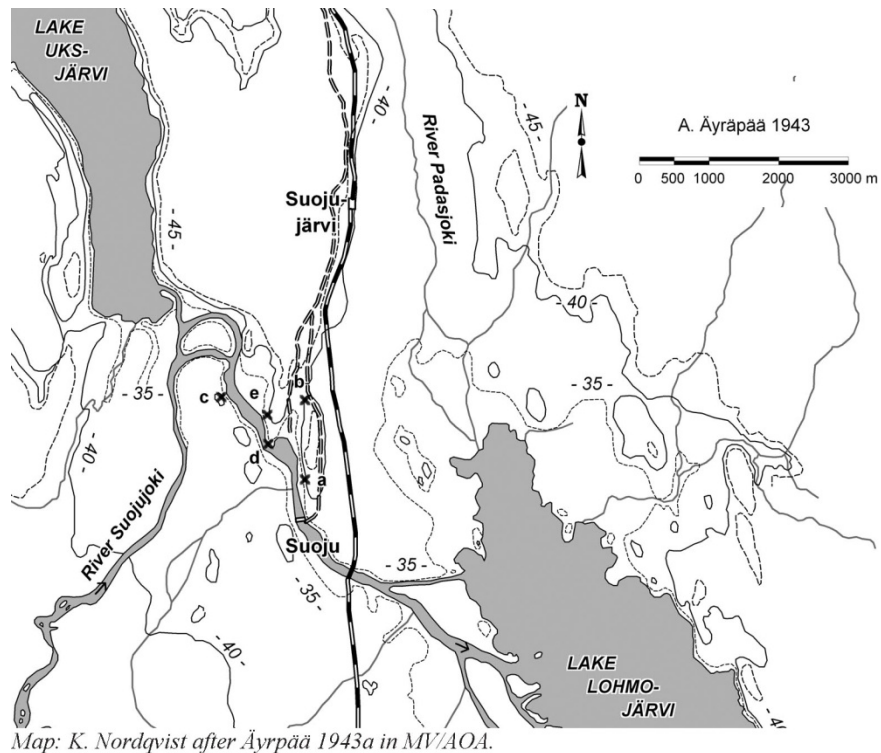 LAKE
UKS-
JÄRVI
- 40 -
River Padasjoki
- 45 -
N
A. Äyräpää 1943
0 500 1000 2000 3000 m
Suoju-
järvi
- 45 -
- 40 -
- 35 -
- 35 -
b
c
e
d
a
- 40 -
River Suojujoki
Suoju
- 35 -
- 35 -
- 40 -
LAKE
LOHMO-
JÄRVI
- 40 -
- 45 -
Map: K. Nordqvist after Äyrpää 1943a in MV/AOA.